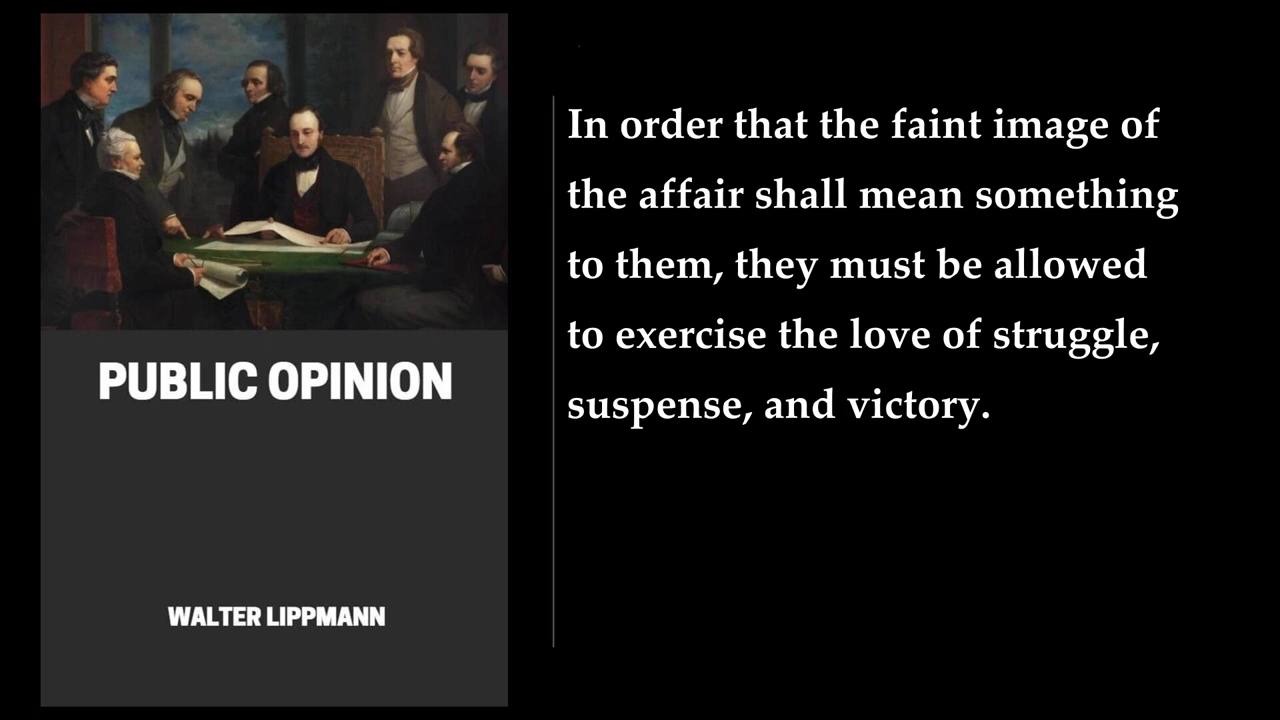 PUBLIC OPINION
WALTER LIPPMANN
In order that the faint image of
the affair shall mean something
to them, they must be allowed
to exercise the love of struggle,
suspense, and victory.